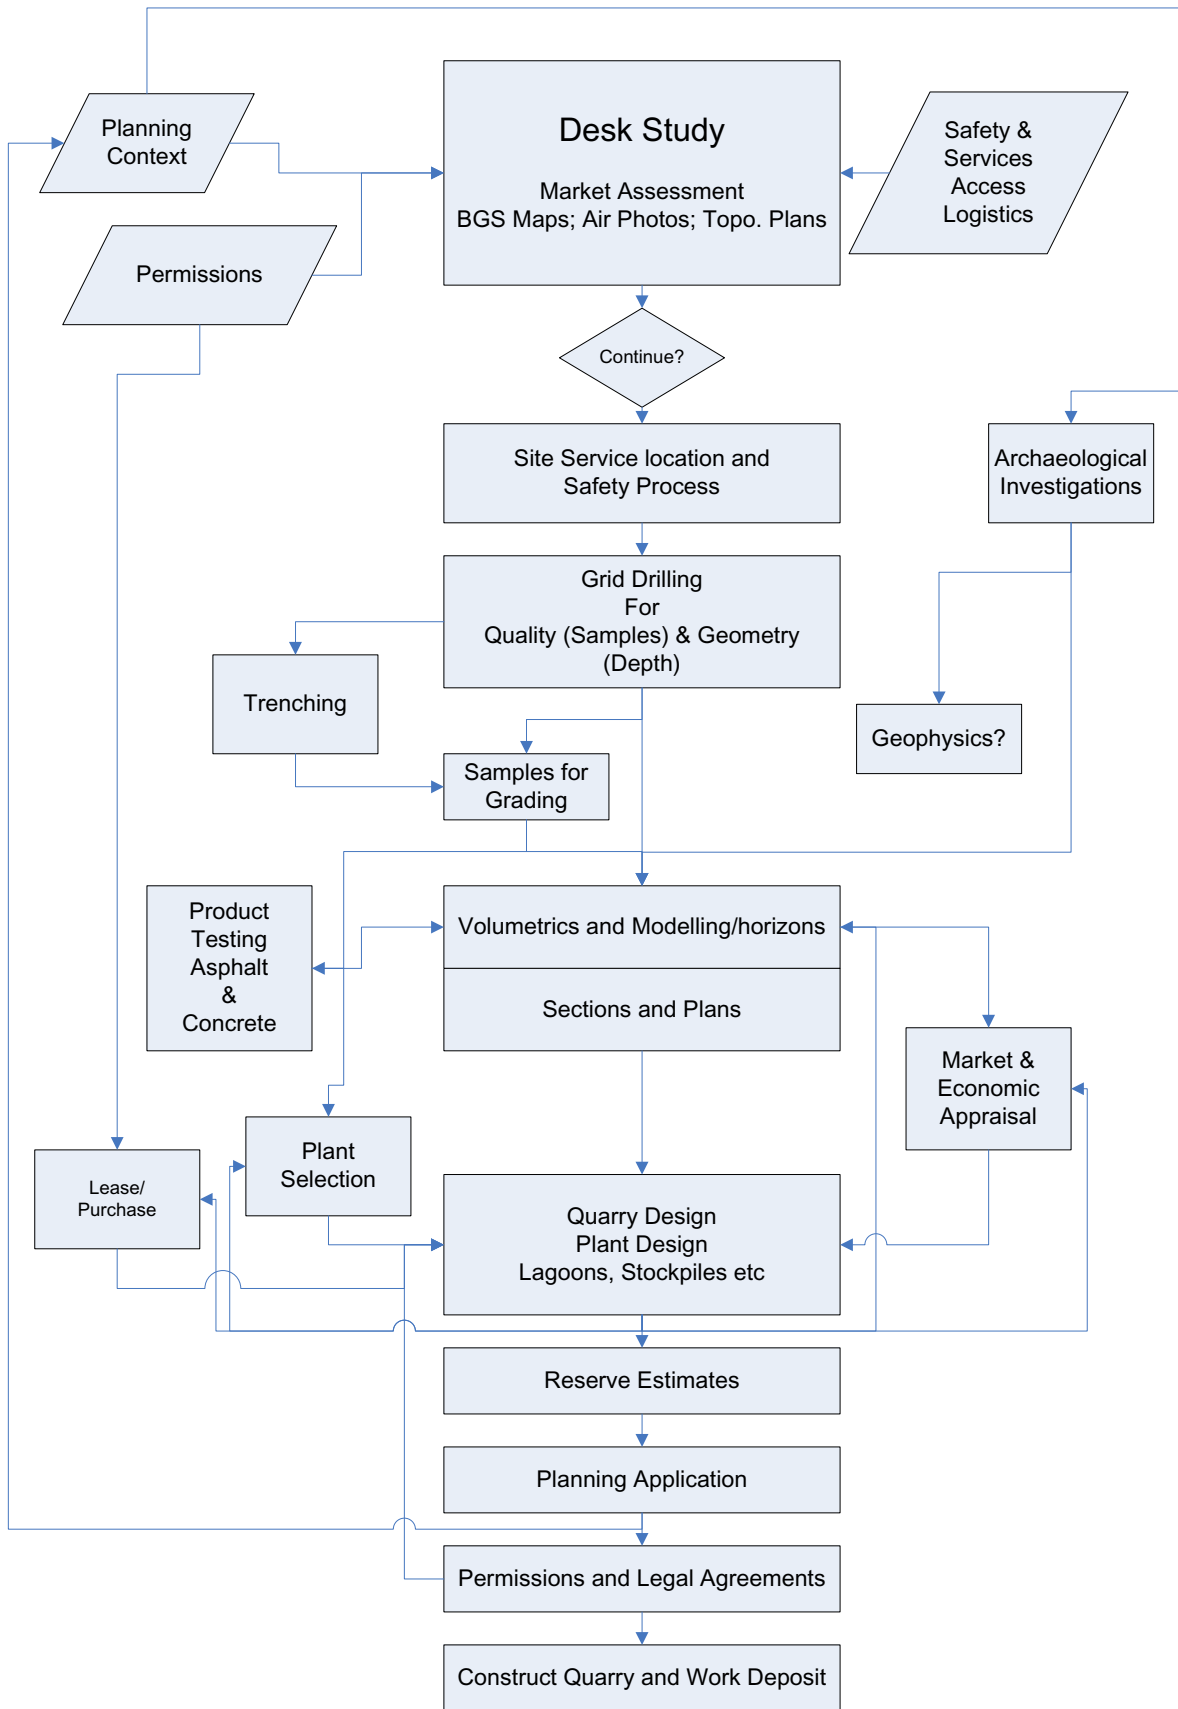 Planning
Context
Desk Study
Market Assessment
BGS Maps; Air Photos; Topo. Plans
Safety &
Services
Access
Logistics
Permissions
Continue?
Site Service location and
Safety Process
Archaeological
Investigations
Grid Drilling
For
Quality (Samples) & Geometry
(Depth)
Trenching
Geophysics?
Samples for
Grading
Product
Testing
Asphalt
&
Concrete
Volumetrics and Modelling/horizons
Sections and Plans
Market &
Economic
Appraisal
Plant
Selection
Lease/
Purchase
Quarry Design
Plant Design
Lagoons, Stockpiles etc
Reserve Estimates
Planning Application
Permissions and Legal Agreements
Construct Quarry and Work Deposit